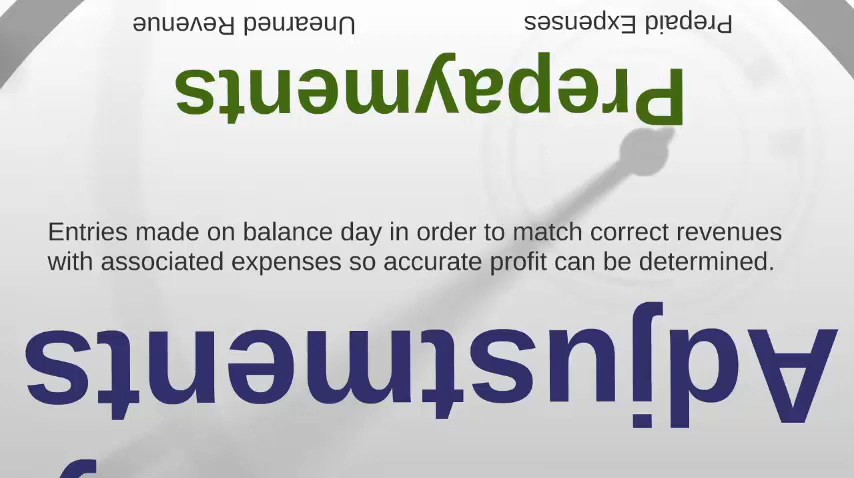 Unearned Revenue
Prepaid Expenses
Prepayments
Entries made on balance day in order to match correct revenues
with associated expenses so accurate profit can be determined.
Adjustments